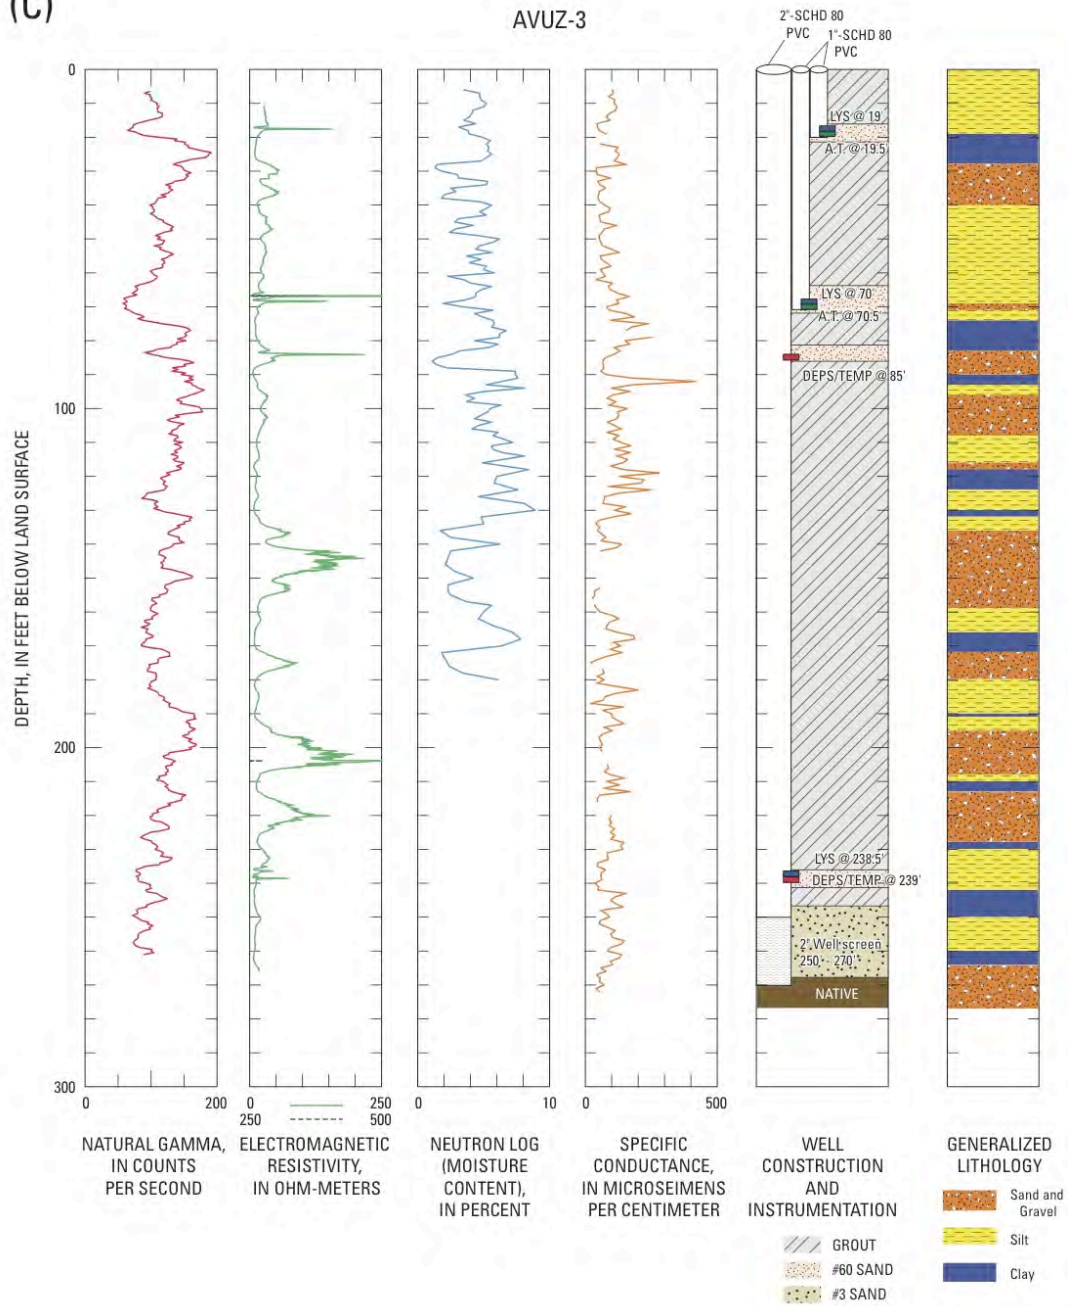 (C)
AVUZ-3
2"-SCHD 80
PVC
1"-SCHD 80
PVC
0
LYS @ 19'
A.T. @ 19.5'
LYS @ 70'
A.T. @ 70.5'
DEPS/TEMP @ 85'
100
DEPTH, IN FEET BELOW LAND SURFACE
200
LYS @ 238.5'
DEPS/TEMP @ 239'
2" Well screen
250' - 270'
NATIVE
300
0 200
0 250
250 500
0 10
0 500
NATURAL GAMMA,
IN COUNTS
PER SECOND
ELECTROMAGNETIC
RESISTIVITY,
IN OHM-METERS
NEUTRON LOG
(MOISTURE
CONTENT),
IN PERCENT
SPECIFIC
CONDUCTANCE,
IN MICROSEIMENS
PER CENTIMETER
WELL
CONSTRUCTION
AND
INSTRUMENTATION
GROUT
#60 SAND
#3 SAND
GENERALIZED
LITHOLOGY
Sand and
Gravel
Silt
Clay